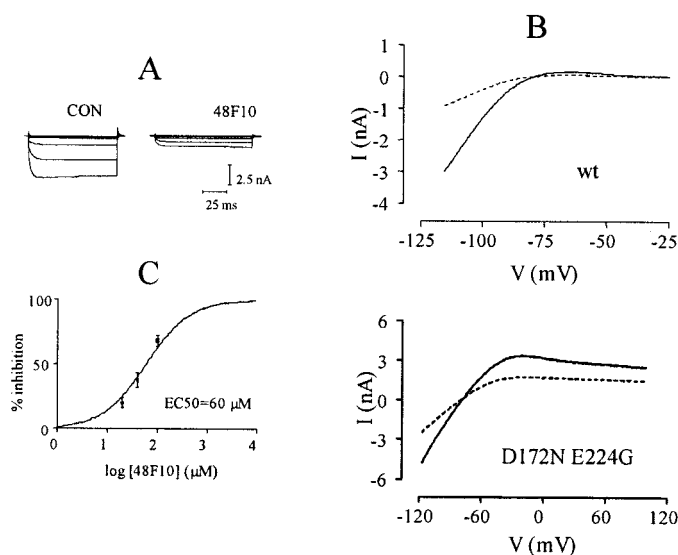 A
CON
48F10
2.5 nA
25 ms
B
1
0
-1
-2
-3
-4
I (nA)
wt
-125
-100
-75
-50
-25
V (mV)
C
100
50
0
% inhibition
EC50=60 µM
0
1
2
3
4
log [48F10] (µM)
6
3
0
-3
-6
I (nA)
D172N E224G
-120
-60
0
60
120
V (mV)